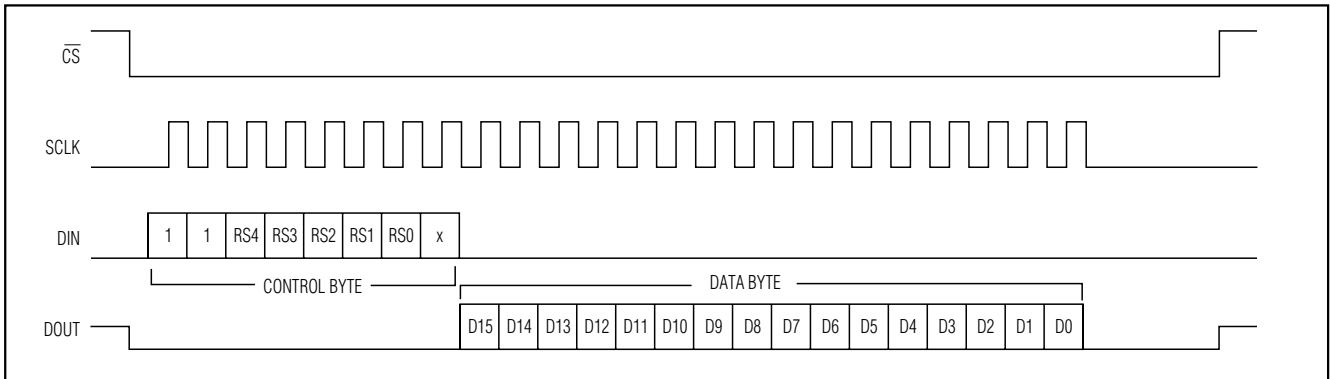 CS
SCLK
DIN
1 1 RS4 RS3 RS2 RS1 RS0 x
CONTROL BYTE
DATA BYTE
DOUT
D15 D14 D13 D12 D11 D10 D9 D8 D7 D6 D5 D4 D3 D2 D1 D0